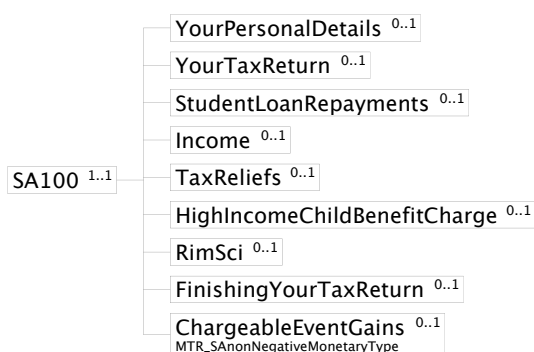 YourPersonalDetails 0..1
YourTaxReturn 0..1
StudentLoanRepayments 0..1
Income 0..1
SA100 1..1
TaxReliefs 0..1
HighIncomeChildBenefitCharge 0..1
RimSci 0..1
FinishingYourTaxReturn 0..1
ChargeableEventGains 0..1
MTR_SAnonNegativeMonetaryType